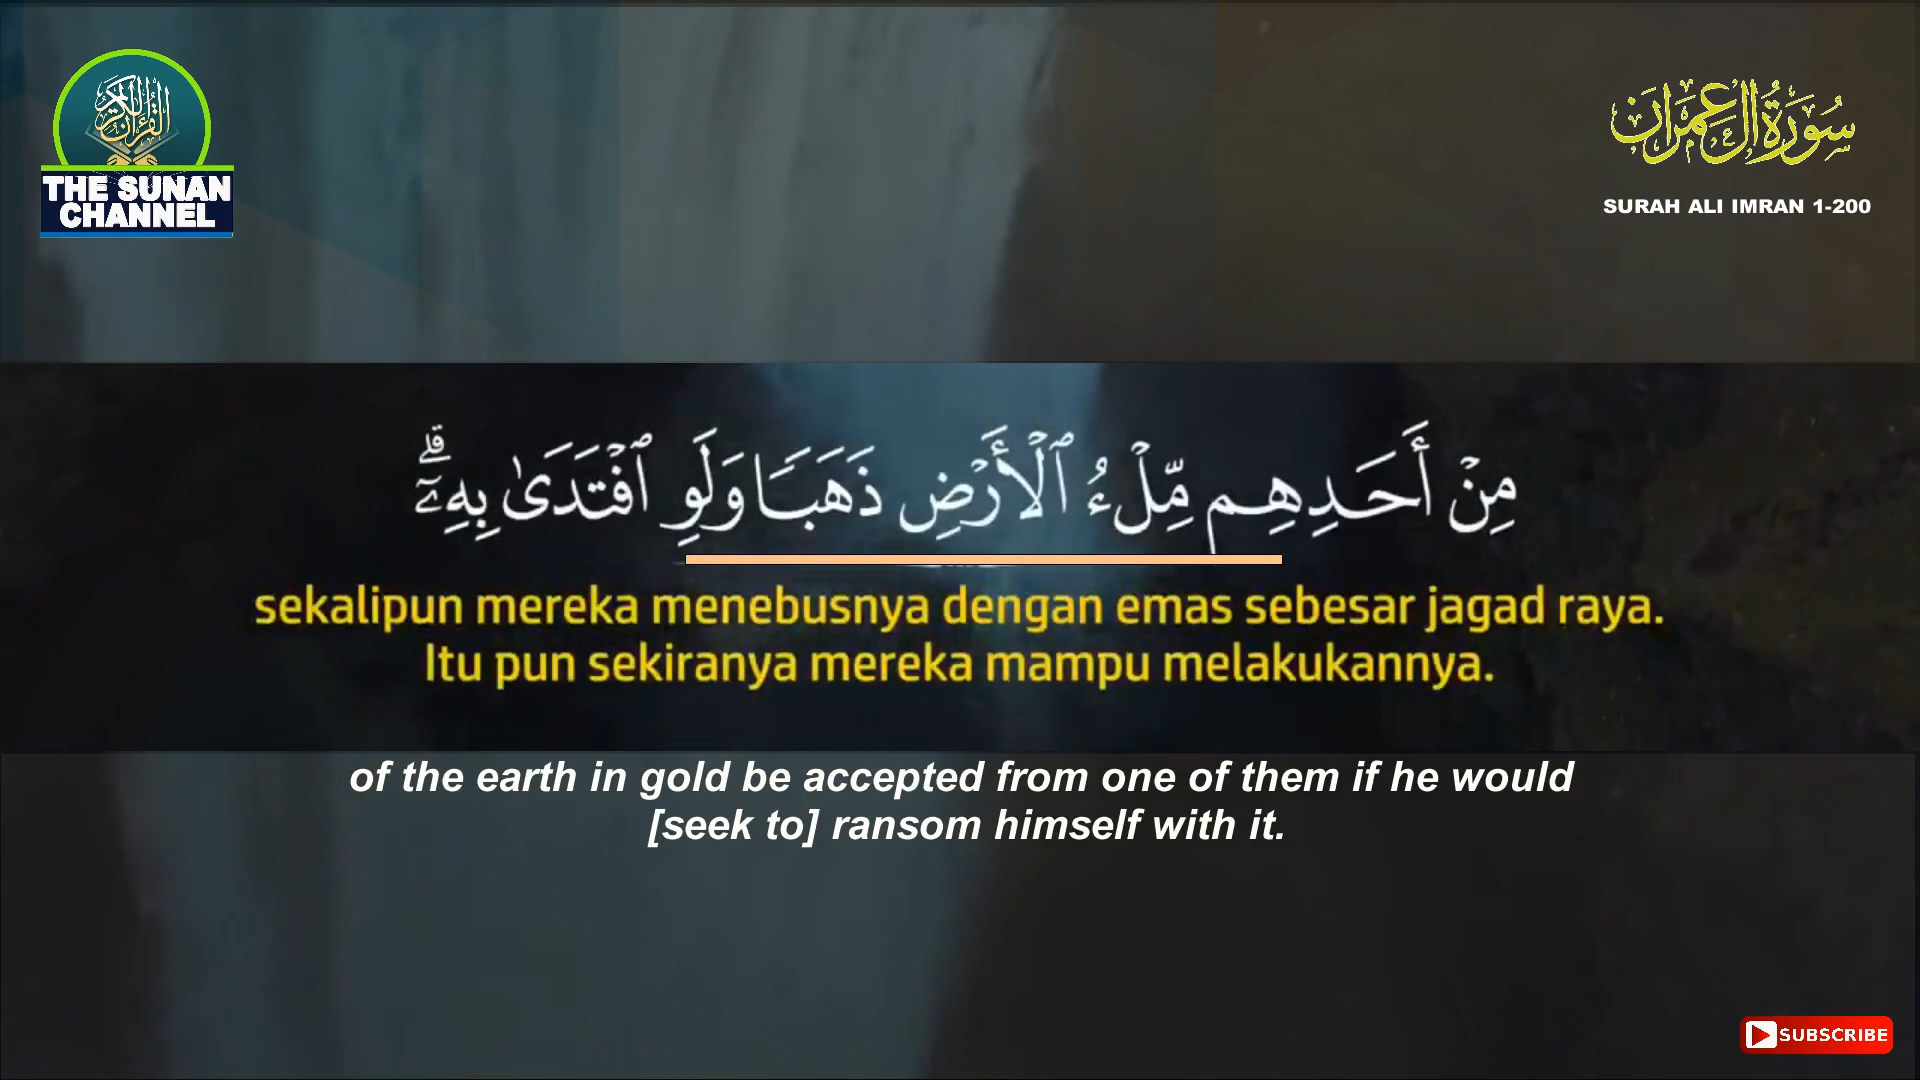 القرآن الكريم
THE SUNAN
CHANNEL
سُورَةُ آل عِمْرَان
SURAH ALI IMRAN 1-200
مِنۡ أَحَدِهِم مِّلۡءُ ٱلۡأَرۡضِ ذَهَبٗا وَلَوِ ٱفۡتَدَىٰ بِهِۦٓۗ
sekalipun mereka menebusnya dengan emas sebesar jagad raya.
Itu pun sekiranya mereka mampu melakukannya.
of the earth in gold be accepted from one of them if he would
[seek to] ransom himself with it.
SUBSCRIBE